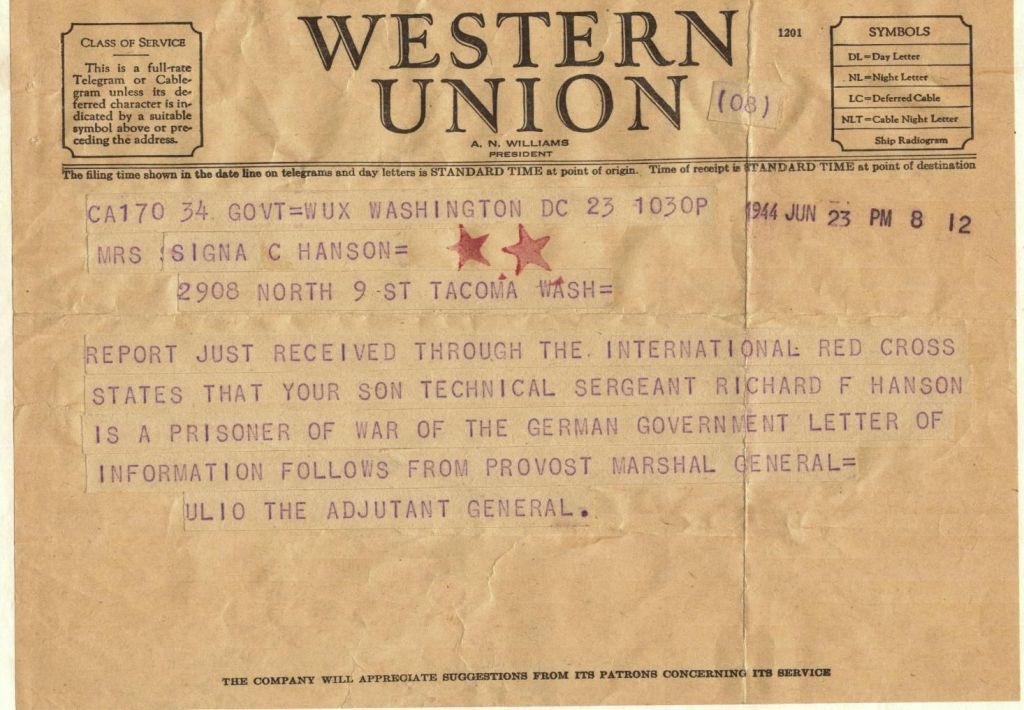 CLASS OF SERVICE
This is a full-rate
Telegram or Cable-
gram unless its de-
ferred character is in-
dicated by a suitable
symbol above or pre-
ceding the address.
WESTERN
UNION
A. N. WILLIAMS
PRESIDENT
1201
(08)
SYMBOLS
DL=Day Letter
NL=Night Letter
LC=Deferred Cable
NLT=Cable Night Letter
Ship Radiogram
The filing time shown in the date line on telegrams and day letters is STANDARD TIME at point of origin. Time of receipt is STANDARD TIME at point of destination
CA170 34 GOVT=WUX WASHINGTON DC 23 1030P
1944 JUN 23 PM 8 12
MRS SIGNA C HANSON=
2908 NORTH 9 ST TACOMA WASH=
REPORT JUST RECEIVED THROUGH THE INTERNATIONAL RED CROSS
STATES THAT YOUR SON TECHNICAL SERGEANT RICHARD F HANSON
IS A PRISONER OF WAR OF THE GERMAN GOVERNMENT LETTER OF
INFORMATION FOLLOWS FROM PROVOST MARSHAL GENERAL=
ULIO THE ADJUTANT GENERAL.
THE COMPANY WILL APPRECIATE SUGGESTIONS FROM ITS PATRONS CONCERNING ITS SERVICE